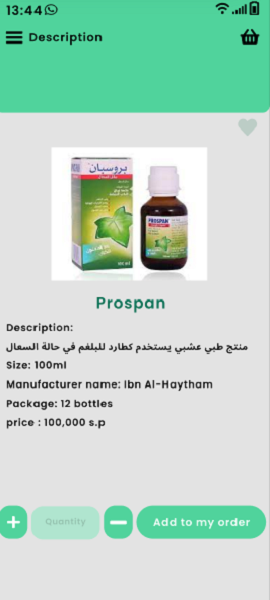 13:44
Description
بروسبان
PROSPAN
Prospan
Description:
منتج طبي عشبي يستخدم كطارد للبلغم في حالة السعال
Size: 100ml
Manufacturer name: Ibn Al-Haytham
Package: 12 bottles
price : 100,000 s.p
Quantity
Add to my order